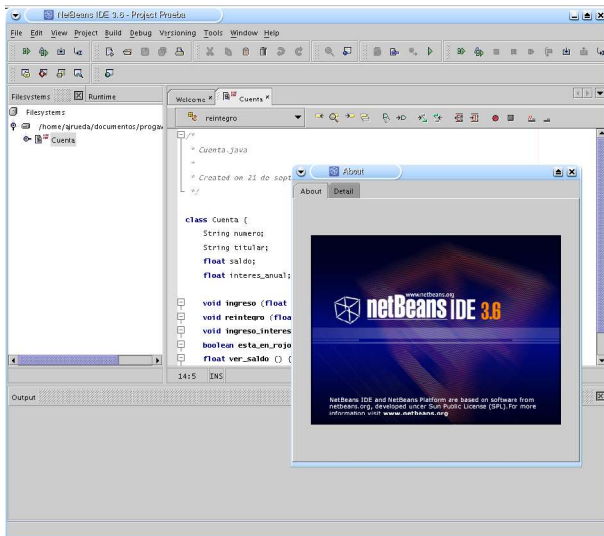 NetBeans IDE 3.6 - Project Prueba
File Edit View Project Build Debug Versioning Tools Window Help
Filesystems Runtime
Welcome Cuenta
Filesystems
/home/ajrueda/documentos/progav
Cuenta
reintegro
/*
* Cuenta.java
*
* Created on 21 de sept
*/
class Cuenta {
String numero;
String titular;
float saldo;
float interes_anual;
void ingreso (float
void reintegro (floa
void ingreso_interes
boolean esta_en_rojo
float ver_saldo () {
14:5 INS
Output
About
About Detail
www.netbeans.org
netBeans IDE 3.6
NetBeans IDE and NetBeans Platform are based on software from
netbeans.org, developed under Sun Public License (SPL). For more
information visit www.netbeans.org